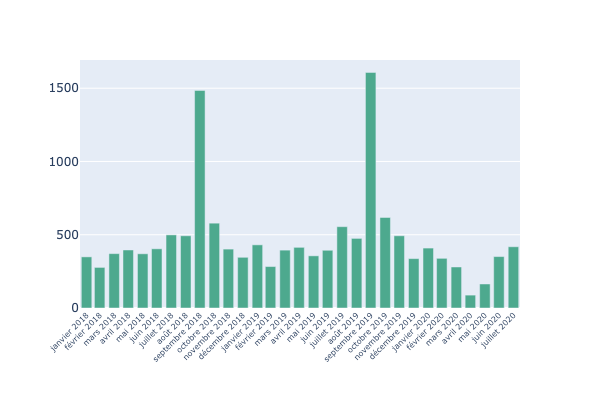 1500
1000
500
0
janvier 2018
février 2018
mars 2018
avril 2018
mai 2018
juin 2018
juillet 2018
août 2018
septembre 2018
octobre 2018
novembre 2018
décembre 2018
janvier 2019
février 2019
mars 2019
avril 2019
mai 2019
juin 2019
juillet 2019
août 2019
septembre 2019
octobre 2019
novembre 2019
décembre 2019
janvier 2020
février 2020
mars 2020
avril 2020
mai 2020
juin 2020
juillet 2020